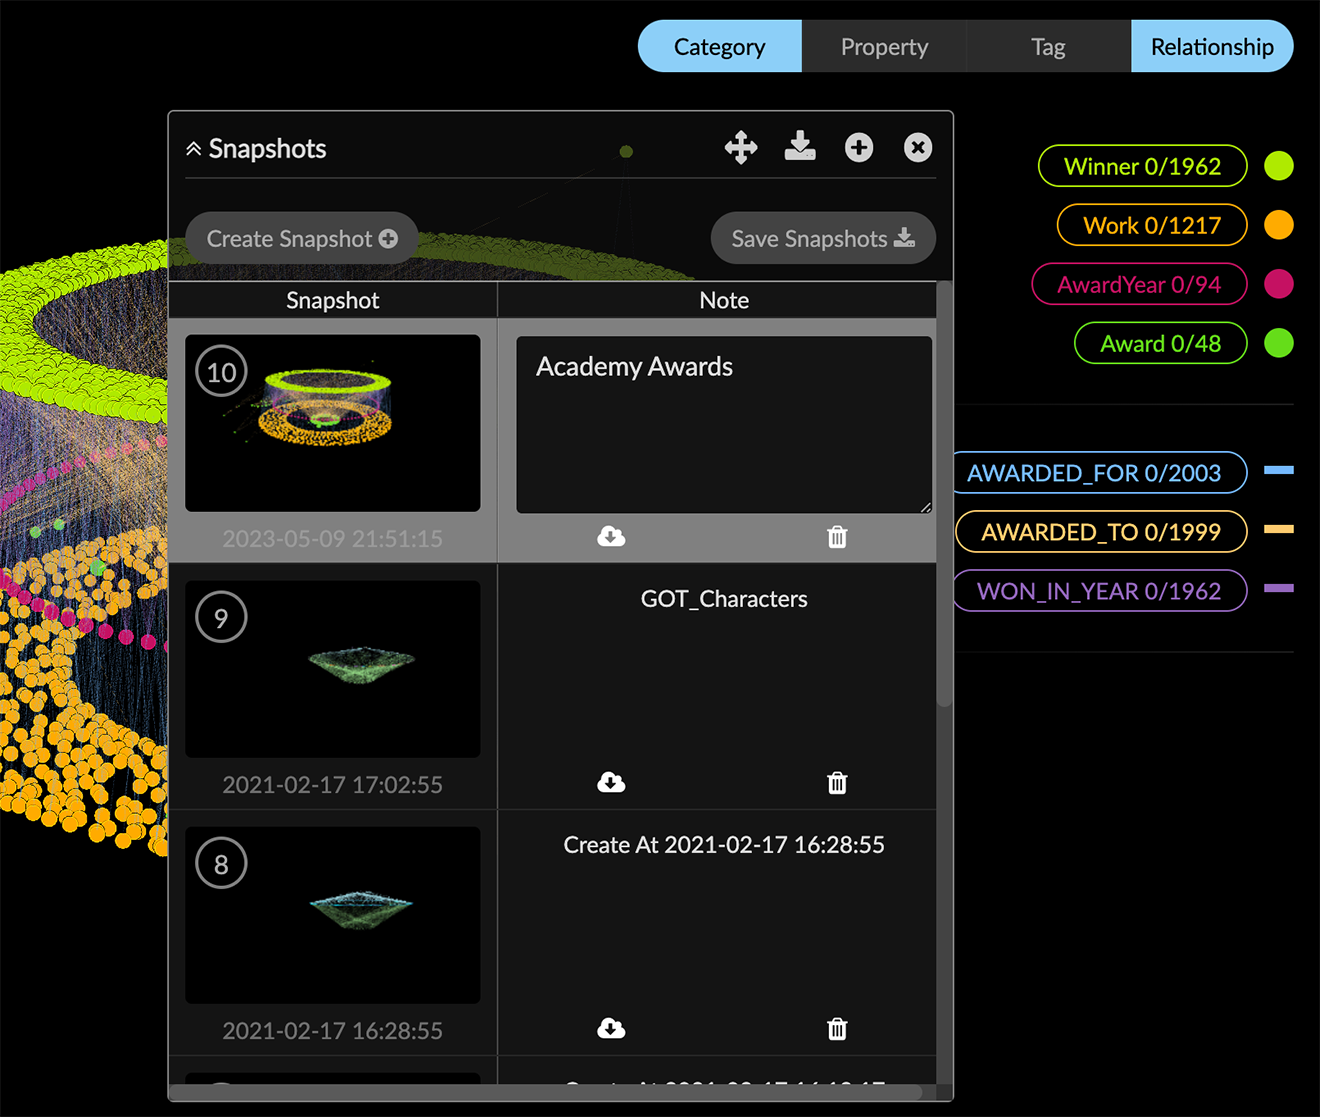 Category Property Tag Relationship
Snapshots
Winner 0/1962
Work 0/1217
AwardYear 0/94
Award 0/48
AWARDED_FOR 0/2003
AWARDED_TO 0/1999
WON_IN_YEAR 0/1962
Create Snapshot Save Snapshots
Snapshot Note
10
Academy Awards
2023-05-09 21:51:15
9
GOT_Characters
2021-02-17 17:02:55
8
Create At 2021-02-17 16:28:55
2021-02-17 16:28:55